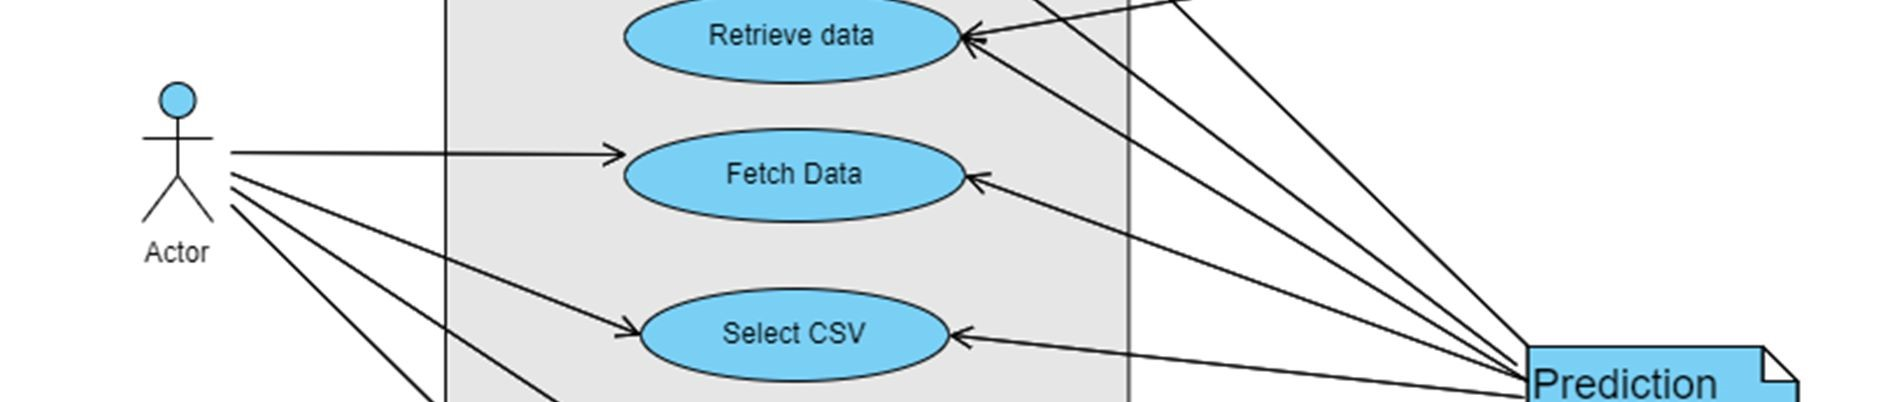 Retrieve data
Fetch Data
Actor
Select CSV
Prediction